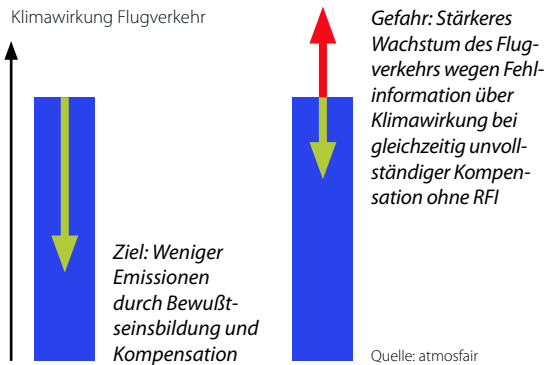 Klimawirkung Flugverkehr
Ziel: Weniger
Emissionen
durch Bewußt-
seinsbildung und
Kompensation
Gefahr: Stärkeres
Wachstum des Flug-
verkehrs wegen Fehl-
information über
Klimawirkung bei
gleichzeitig unvoll-
ständiger Kompen-
sation ohne RFI
Quelle: atmosfair